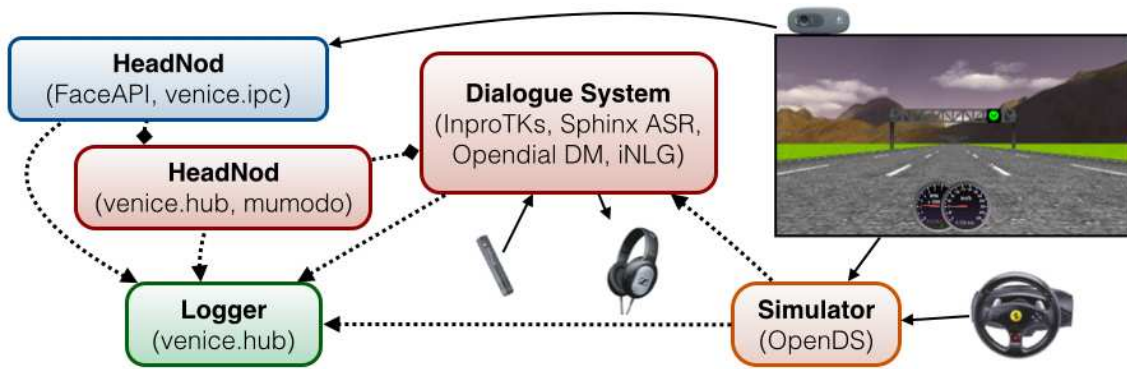 HeadNod
(FaceAPI, venice.ipc)
Dialogue System
(InproTKs, Sphinx ASR,
Opendial DM, iNLG)
HeadNod
(venice.hub, mumodo)
Logger
(venice.hub)
Simulator
(OpenDS)